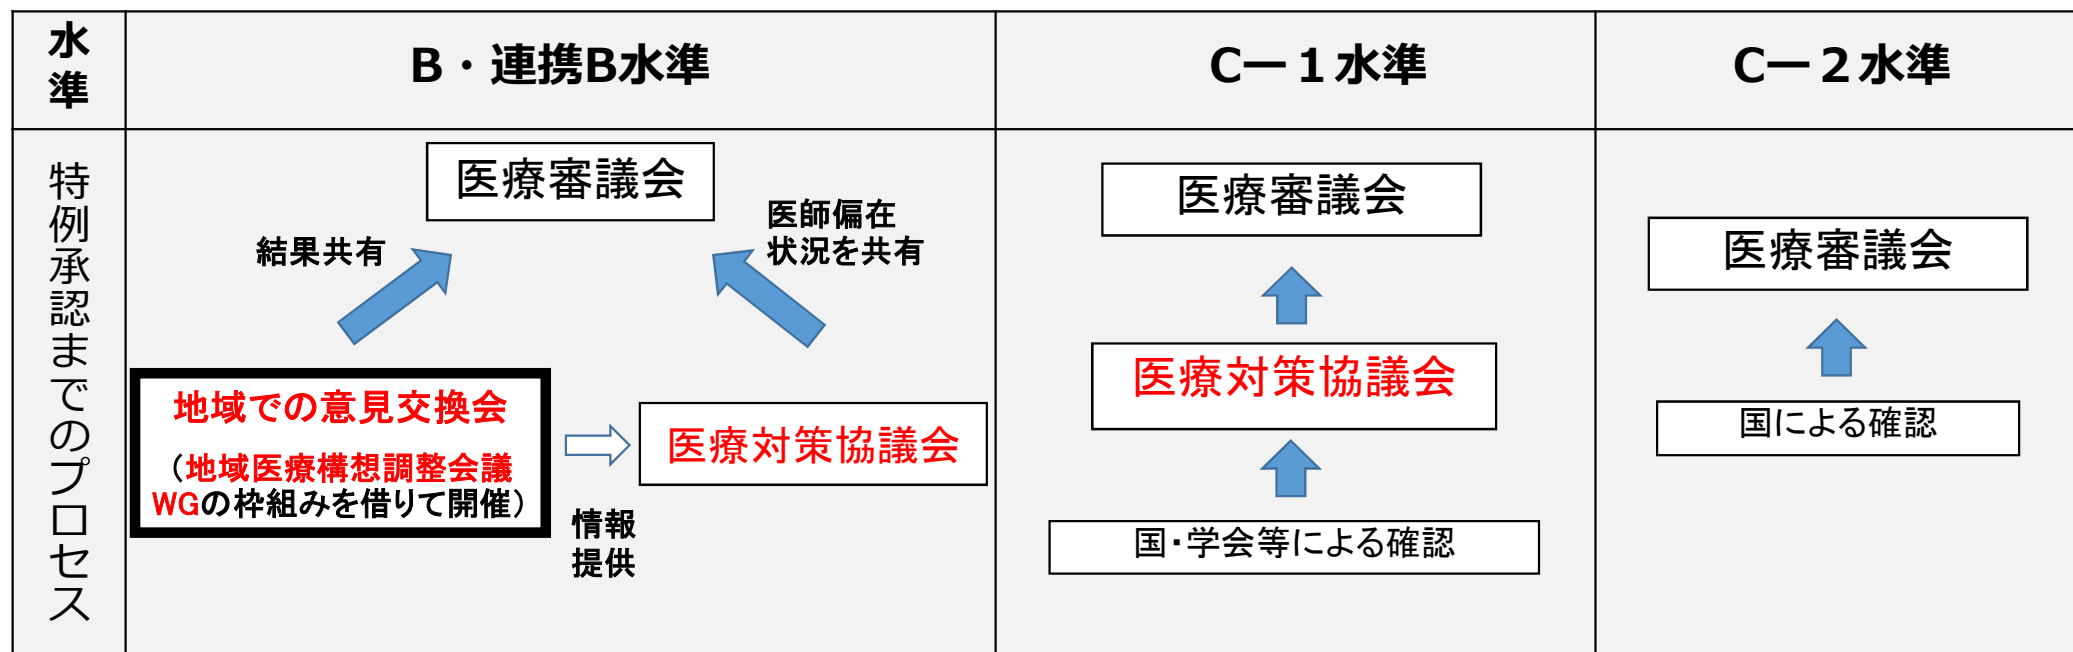 水
準
B・連携B水準
Cー１水準
Cー２水準
特例承認までのプロセス
医療審議会
結果共有
医師偏在
状況を共有
地域での意見交換会
（地域医療構想調整会議
WGの枠組みを借りて開催）
情報
提供
医療対策協議会
医療審議会
医療対策協議会
国・学会等による確認
医療審議会
国による確認